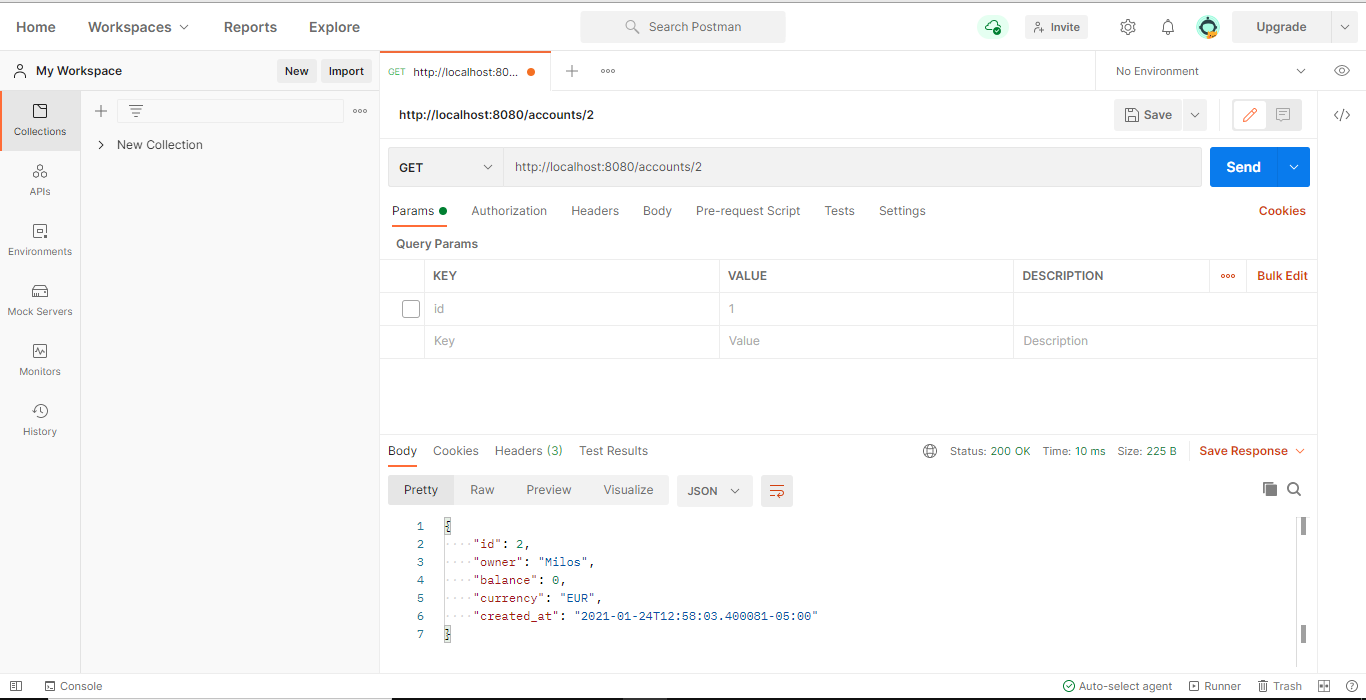 Home Workspaces Reports Explore Search Postman Invite Upgrade
My Workspace New Import GET http://localhost:80... No Environment
Collections
APIs
Environments
Mock Servers
Monitors
History
New Collection
http://localhost:8080/accounts/2 Save
GET http://localhost:8080/accounts/2 Send
Params Authorization Headers Body Pre-request Script Tests Settings Cookies
Query Params
KEY VALUE DESCRIPTION Bulk Edit
id 1
Key Value Description
Body Cookies Headers (3) Test Results Status: 200 OK Time: 10 ms Size: 225 B Save Response
Pretty Raw Preview Visualize JSON
1 {
2 "id": 2,
3 "owner": "Milos",
4 "balance": 0,
5 "currency": "EUR",
6 "created_at": "2021-01-24T12:58:03.400081-05:00"
7 }
Console Auto-select agent Runner Trash